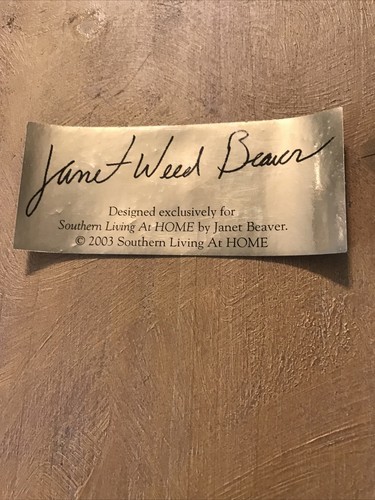 Janet Weed Beaver
Designed exclusively for
Southern Living At HOME by Janet Beaver.
© 2003 Southern Living At HOME